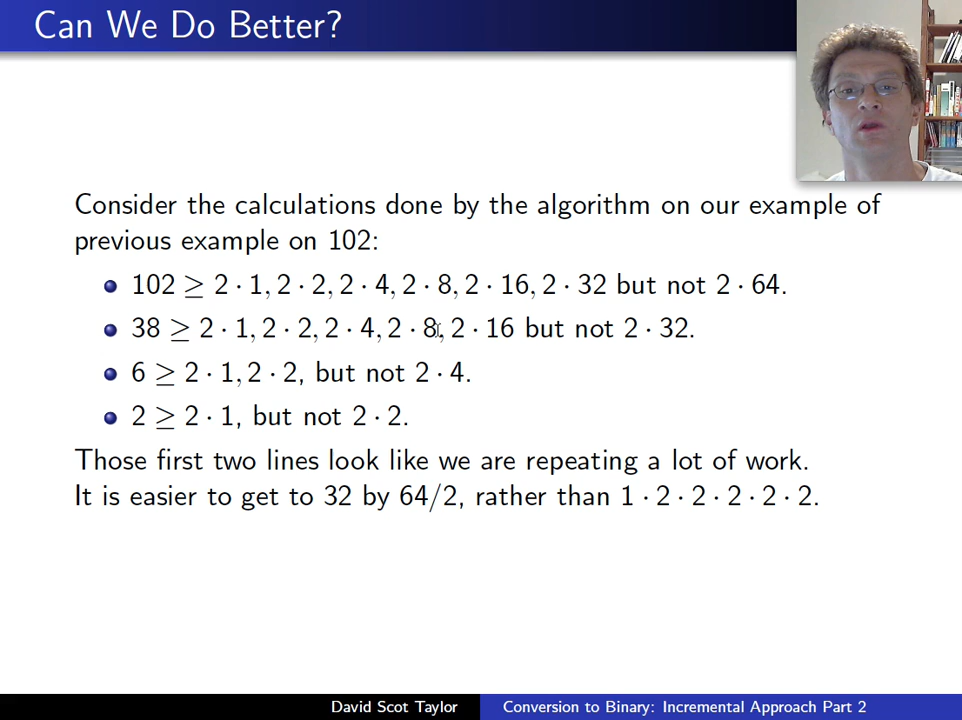 Can We Do Better?
Consider the calculations done by the algorithm on our example of
previous example on 102:
102 ≥ 2 · 1, 2 · 2, 2 · 4, 2 · 8, 2 · 16, 2 · 32 but not 2 · 64.
38 ≥ 2 · 1, 2 · 2, 2 · 4, 2 · 8, 2 · 16 but not 2 · 32.
6 ≥ 2 · 1, 2 · 2, but not 2 · 4.
2 ≥ 2 · 1, but not 2 · 2.
Those first two lines look like we are repeating a lot of work.
It is easier to get to 32 by 64/2, rather than 1 · 2 · 2 · 2 · 2 · 2.
David Scot Taylor
Conversion to Binary: Incremental Approach Part 2